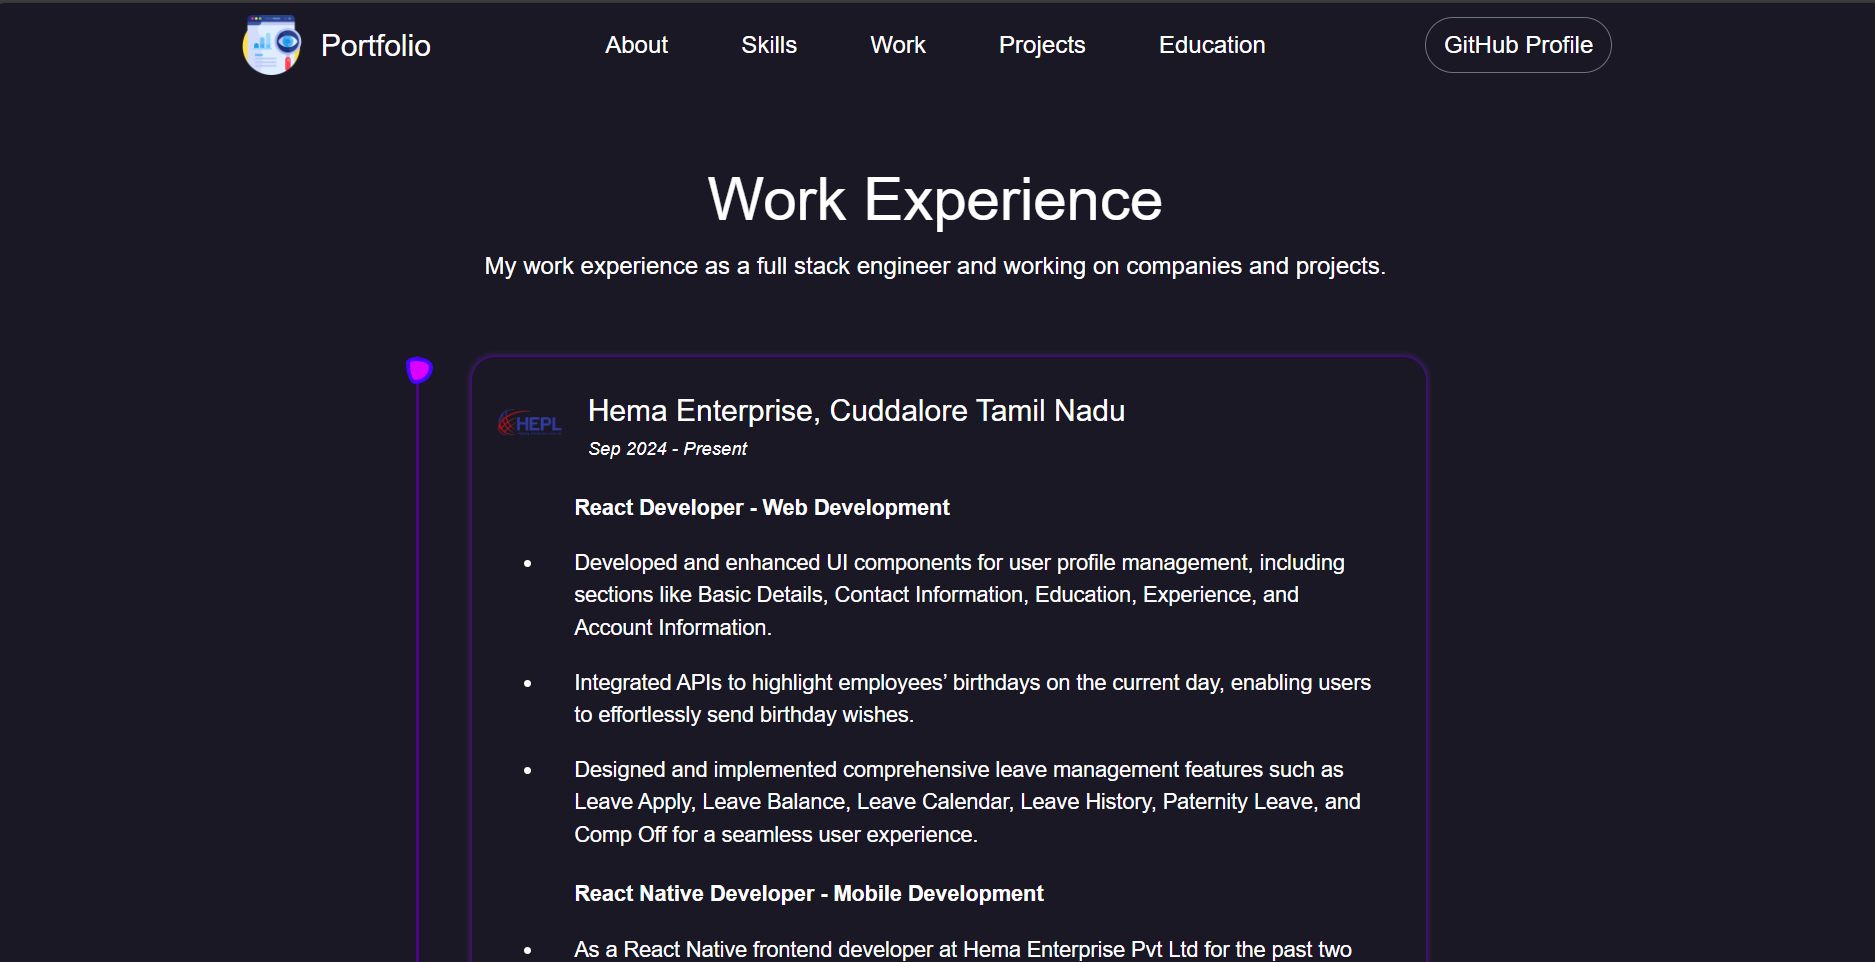 Portfolio
About
Skills
Work
Projects
Education
GitHub Profile
Work Experience
My work experience as a full stack engineer and working on companies and projects.
HEPL
Hema Enterprise, Cuddalore Tamil Nadu
Sep 2024 - Present
React Developer - Web Development
• Developed and enhanced UI components for user profile management, including
sections like Basic Details, Contact Information, Education, Experience, and
Account Information.
• Integrated APIs to highlight employees’ birthdays on the current day, enabling users
to effortlessly send birthday wishes.
• Designed and implemented comprehensive leave management features such as
Leave Apply, Leave Balance, Leave Calendar, Leave History, Paternity Leave, and
Comp Off for a seamless user experience.
React Native Developer - Mobile Development
• As a React Native frontend developer at Hema Enterprise Pvt Ltd for the past two